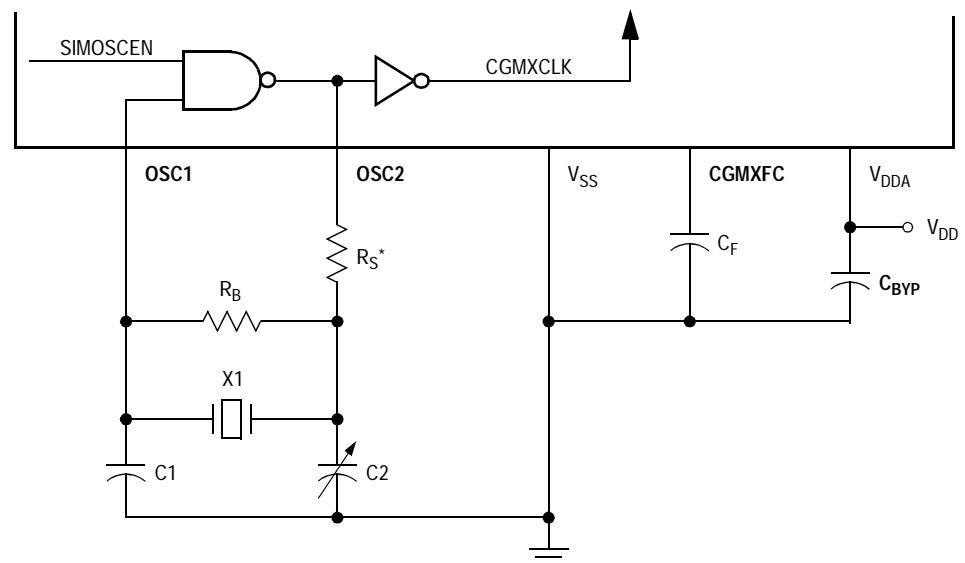 SIMOSCEN
CGMXCLK
OSC1
OSC2
VSS
CGMXFC
VDDA
VDD
RS*
CF
CBYP
RB
X1
C1
C2